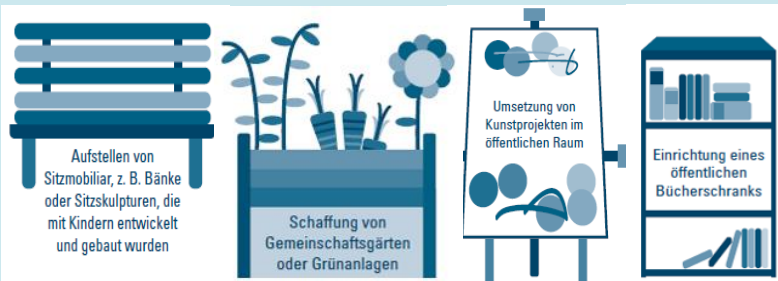 Aufstellen von
Sitzmobiliar, z. B. Bänke
oder Sitzskulpturen, die
mit Kindern entwickelt
und gebaut wurden
Schaffung von
Gemeinschaftsgärten
oder Grünanlagen
Umsetzung von
Kunstprojekten im
öffentlichen Raum
Einrichtung eines
öffentlichen
Bücherschranks